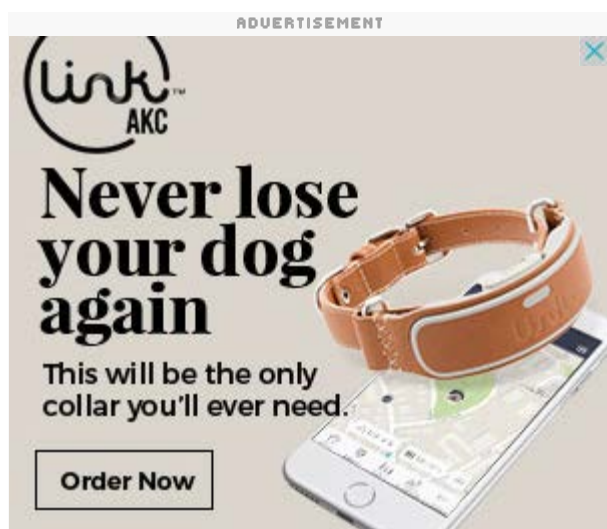 ADVERTISEMENT
Link™
AKC
Never lose
your dog
again
This will be the only
collar you'll ever need.
Order Now